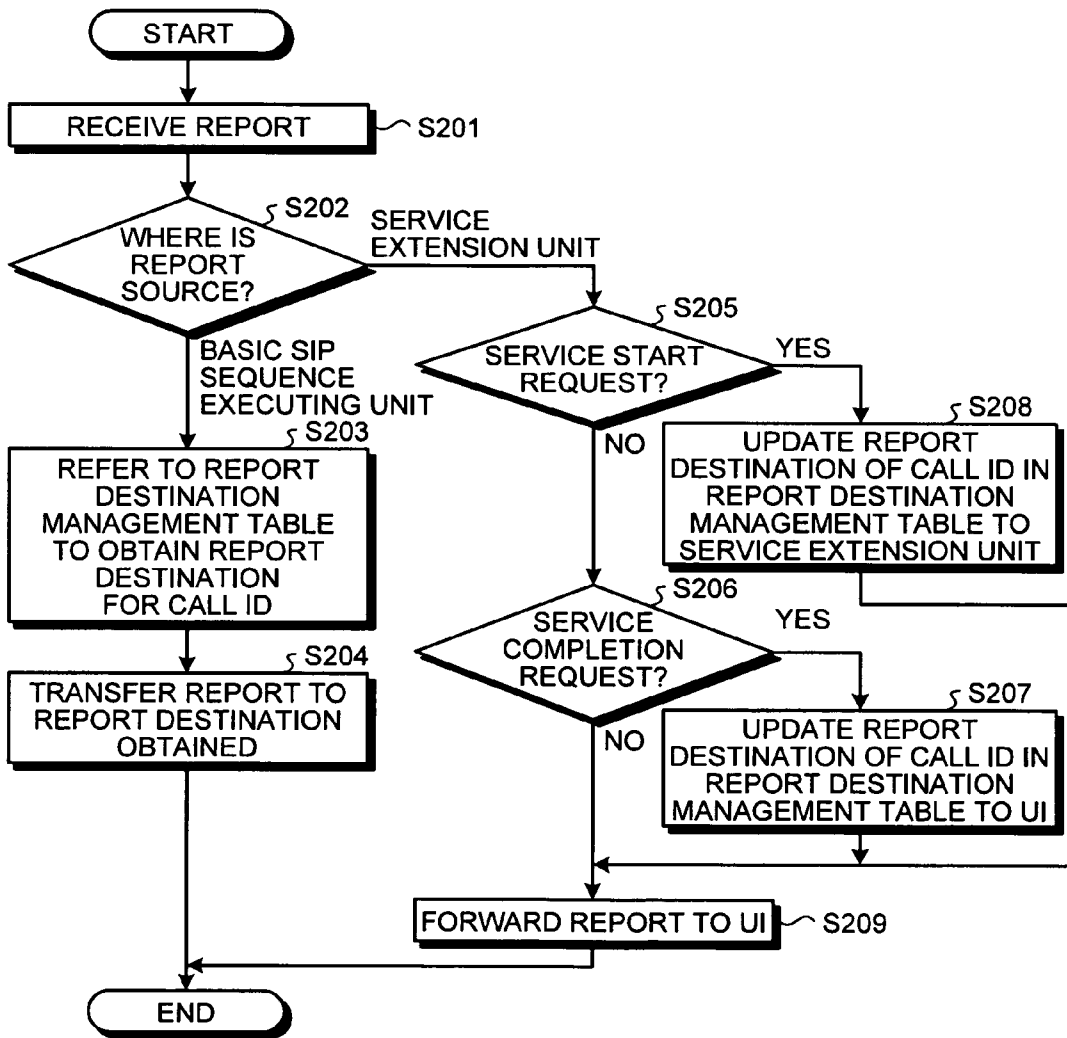 START
RECEIVE REPORT
S201
S202
WHERE IS
REPORT
SOURCE?
SERVICE
EXTENSION UNIT
BASIC SIP
SEQUENCE
EXECUTING UNIT
S203
REFER TO REPORT
DESTINATION
MANAGEMENT TABLE
TO OBTAIN REPORT
DESTINATION
FOR CALL ID
S204
TRANSFER REPORT TO
REPORT DESTINATION
OBTAINED
S205
SERVICE START
REQUEST?
YES
NO
S208
UPDATE REPORT
DESTINATION OF CALL ID IN
REPORT DESTINATION
MANAGEMENT TABLE TO
SERVICE EXTENSION UNIT
S206
SERVICE
COMPLETION
REQUEST?
YES
NO
S207
UPDATE REPORT
DESTINATION OF CALL ID IN
REPORT DESTINATION
MANAGEMENT TABLE TO UI
FORWARD REPORT TO UI
S209
END